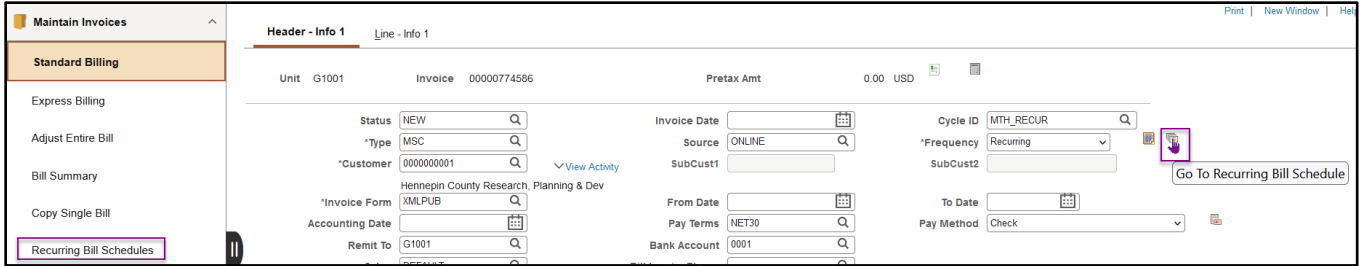 Print | New Window | Help
Maintain Invoices
Header - Info 1 Line - Info 1
Standard Billing
Unit G1001 Invoice 00000774586 Pretax Amt 0.00 USD
Express Billing
Status NEW Invoice Date Cycle ID MTH_RECUR
Adjust Entire Bill
*Type MSC Source ONLINE *Frequency Recurring
*Customer 0000000001 View Activity SubCust1 SubCust2
Go To Recurring Bill Schedule
Bill Summary
Hennepin County Research, Planning & Dev
*Invoice Form XMLPUB From Date To Date
Copy Single Bill
Accounting Date Pay Terms NET30 Pay Method Check
Remit To G1001 Bank Account 0001
Recurring Bill Schedules